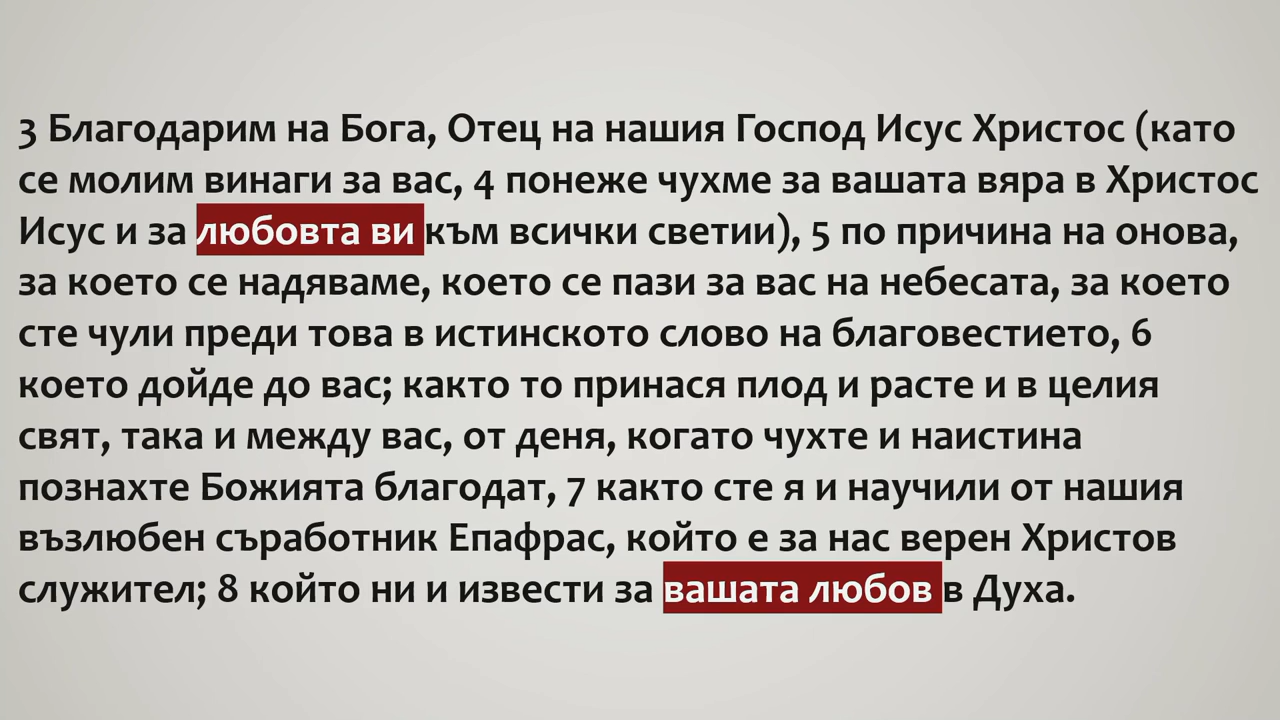 3 Благодарим на Бога, Отец на нашия Господ Исус Христос (като
се молим винаги за вас, 4 понеже чухме за вашата вяра в Христос
Исус и за любовта ви към всички светии), 5 по причина на онова,
за което се надяваме, което се пази за вас на небесата, за което
сте чули преди това в истинското слово на благовестието, 6
което дойде до вас; както то принася плод и расте и в целия
свят, така и между вас, от деня, когато чухте и наистина
познахте Божията благодат, 7 както сте я и научили от нашия
възлюбен съработник Епафрас, който е за нас верен Христов
служител; 8 който ни и извести за вашата любов в Духа.